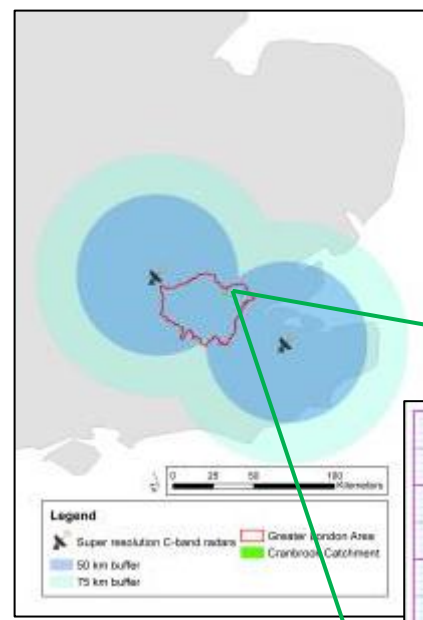 0 25 50 100
Kilometers
Legend
Super resolution C-band radars
Greater London Area
Cranbrook Catchment
50 km buffer
75 km buffer